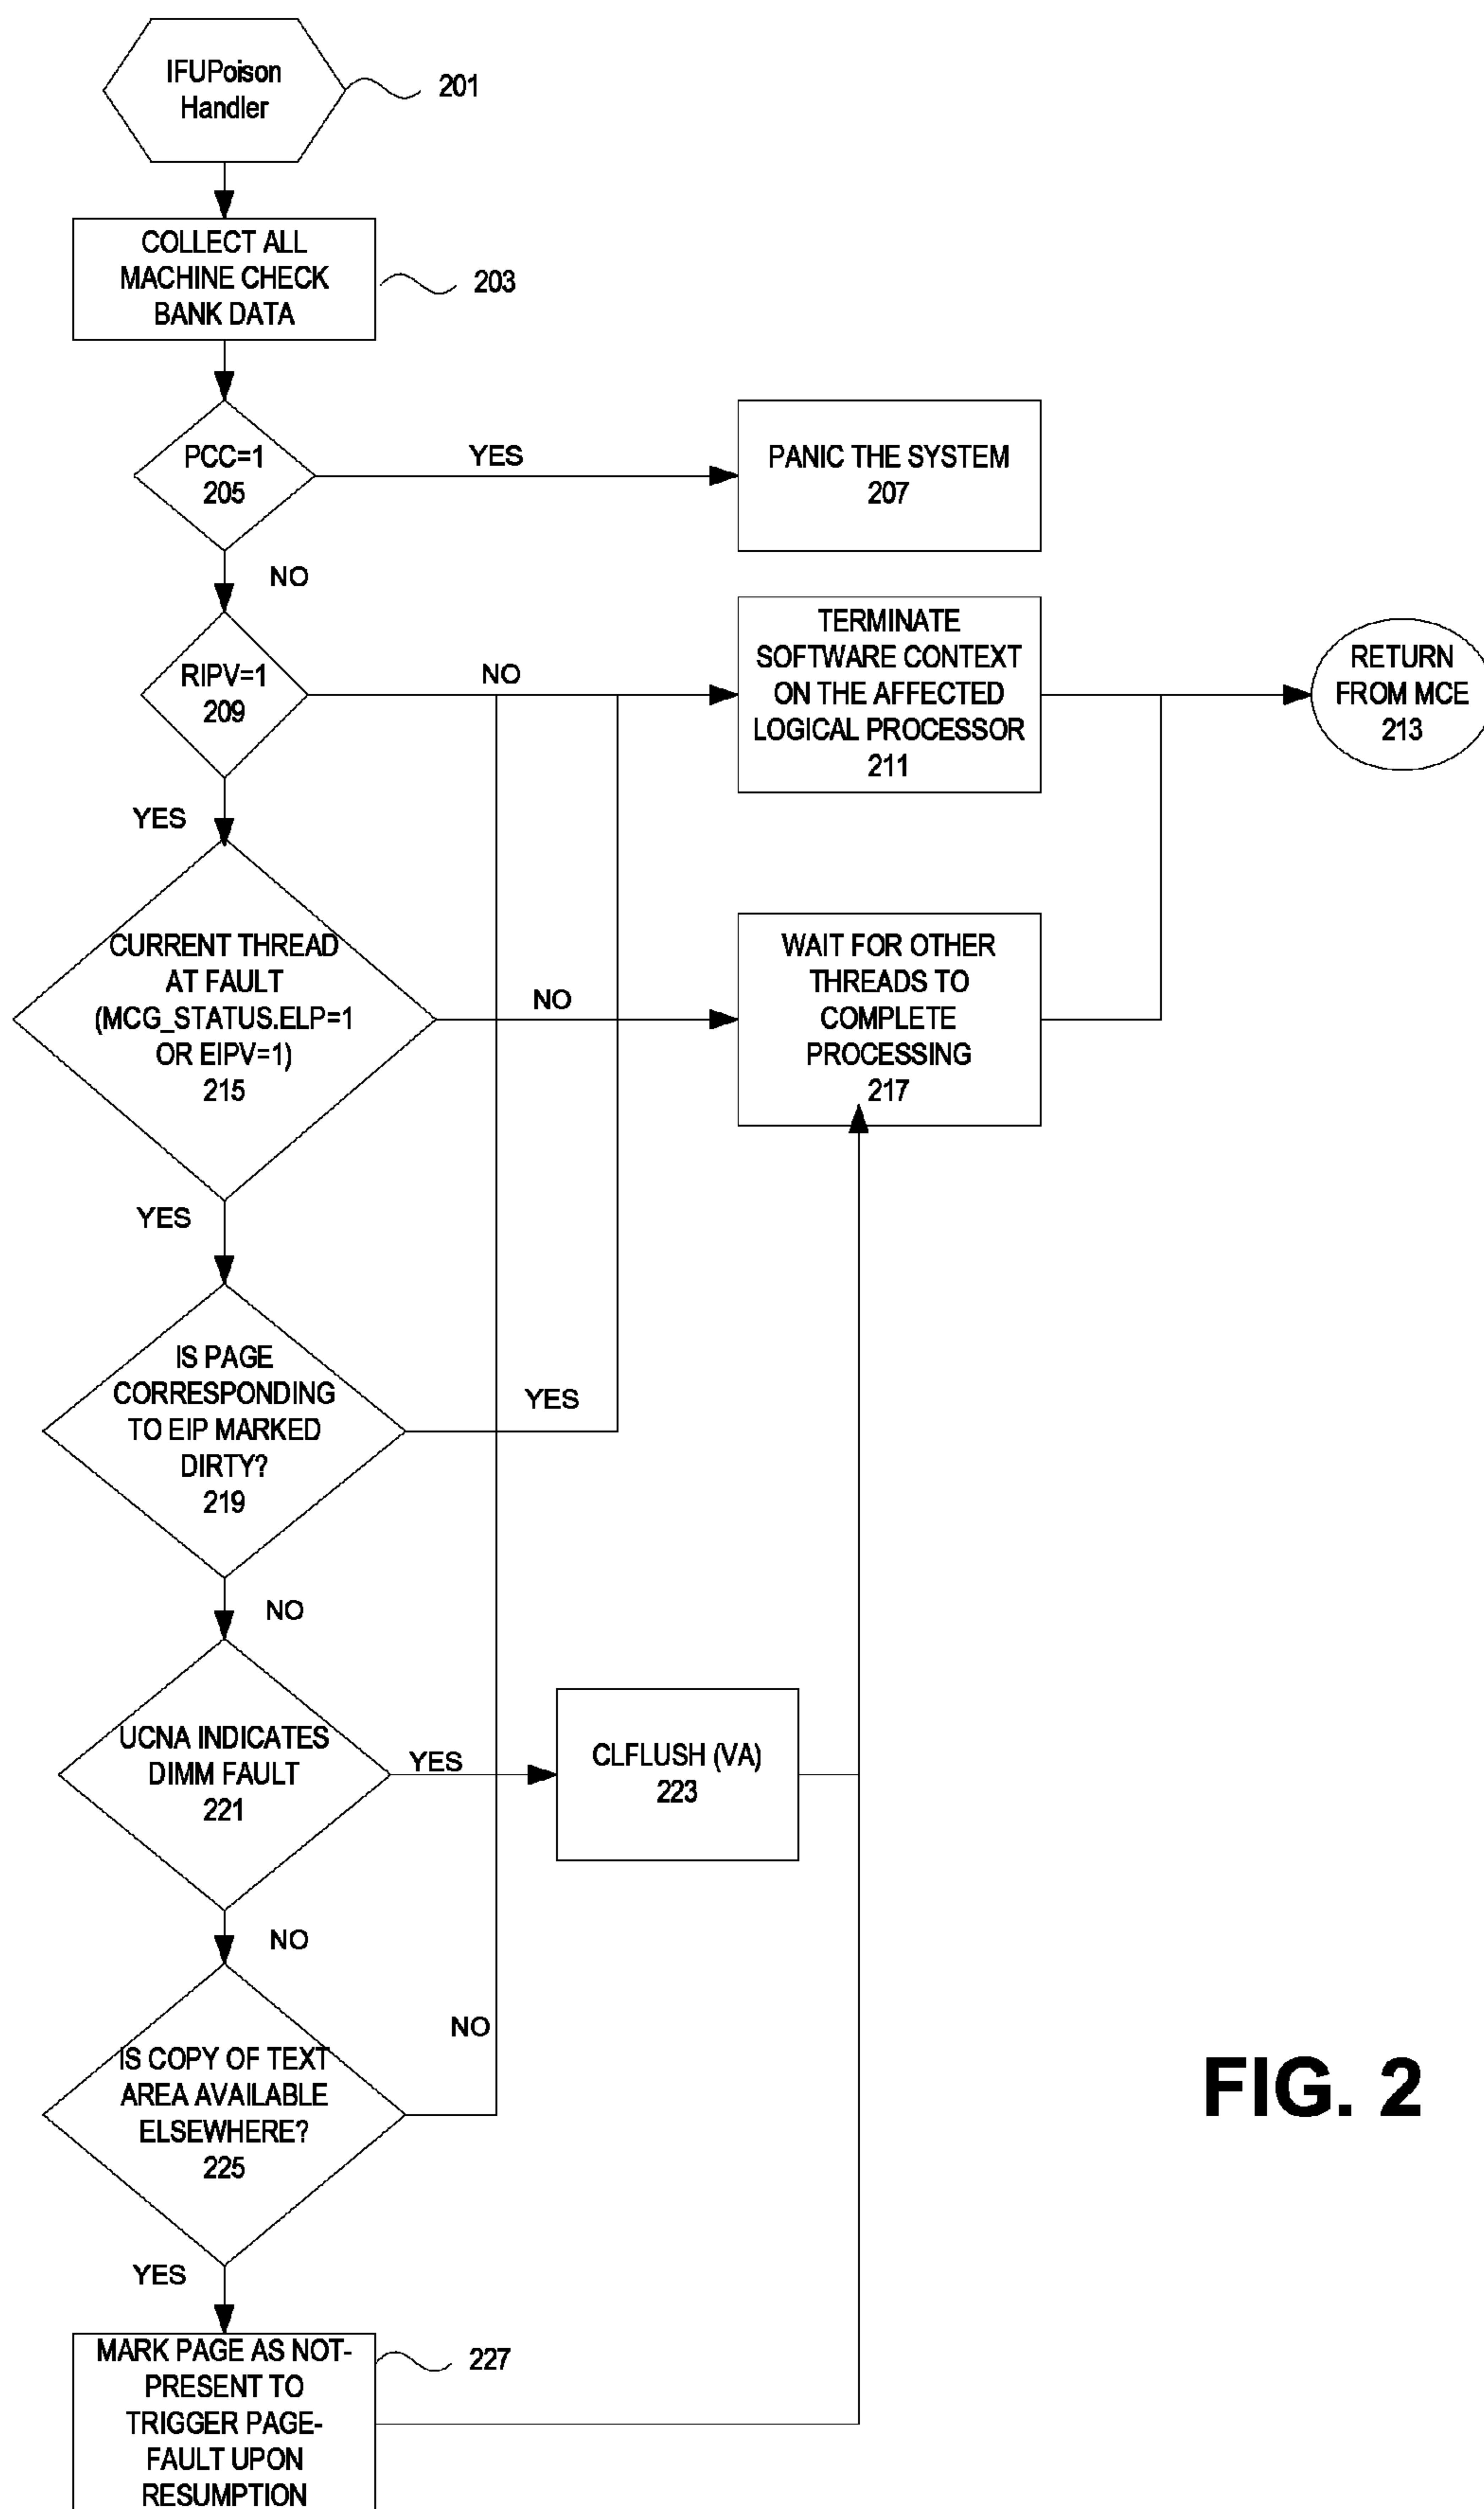 IFUPoison
Handler
201
COLLECT ALL
MACHINE CHECK
BANK DATA
203
PCC=1
205
YES
PANIC THE SYSTEM
207
NO
RIPV=1
209
NO
TERMINATE
SOFTWARE CONTEXT
ON THE AFFECTED
LOGICAL PROCESSOR
211
RETURN
FROM MCE
213
YES
CURRENT THREAD
AT FAULT
(MCG_STATUS.ELP=1
OR EIPV=1)
215
NO
WAIT FOR OTHER
THREADS TO
COMPLETE
PROCESSING
217
YES
IS PAGE
CORRESPONDING
TO EIP MARKED
DIRTY?
219
YES
NO
UCNA INDICATES
DIMM FAULT
221
YES
CLFLUSH (VA)
223
NO
IS COPY OF TEXT
AREA AVAILABLE
ELSEWHERE?
225
NO
YES
MARK PAGE AS NOT-
PRESENT TO
TRIGGER PAGE-
FAULT UPON
RESUMPTION
227
FIG. 2